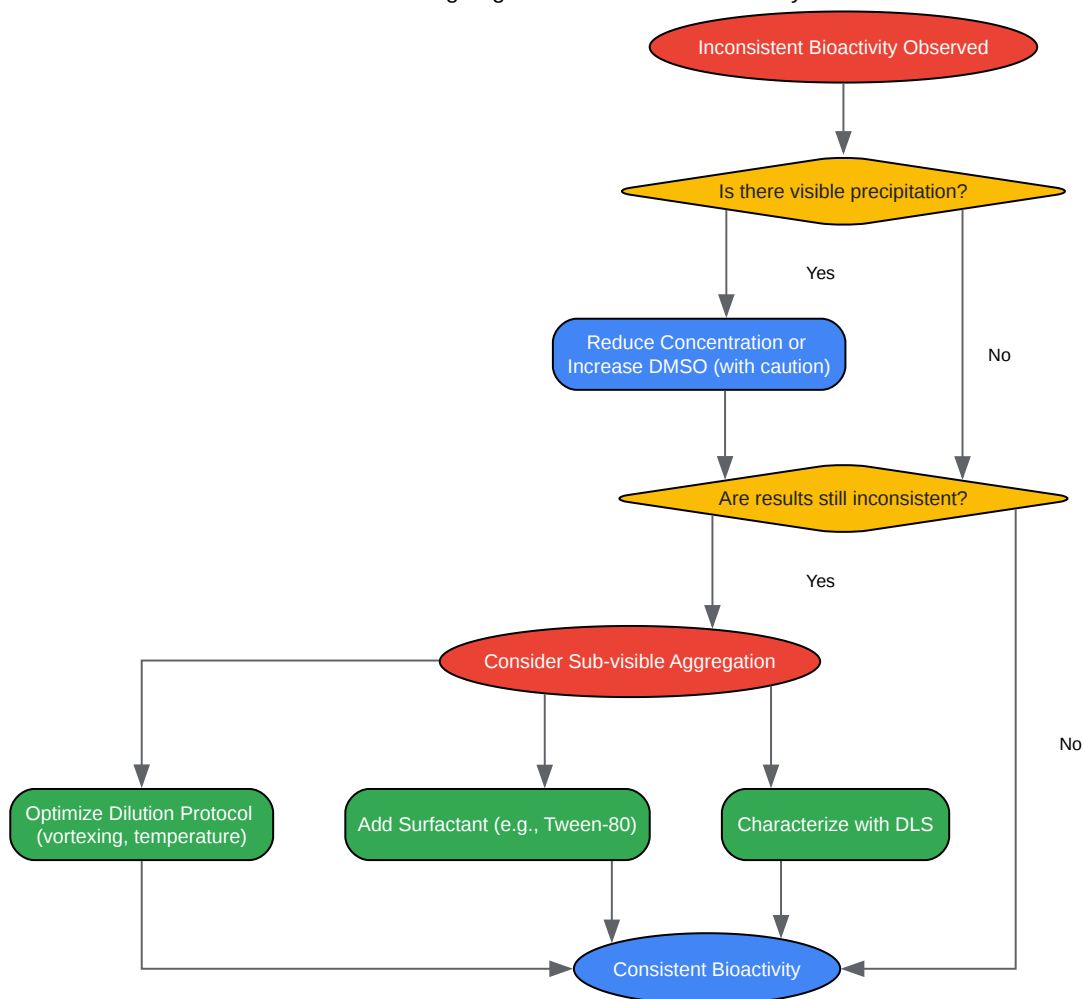 Inconsistent Bioactivity Observed
Is there visible precipitation?
Yes
Reduce Concentration or
Increase DMSO (with caution)
No
Are results still inconsistent?
Yes
Consider Sub-visible Aggregation
No
Optimize Dilution Protocol
(vortexing, temperature)
Add Surfactant (e.g., Tween-80)
Characterize with DLS
Consistent Bioactivity